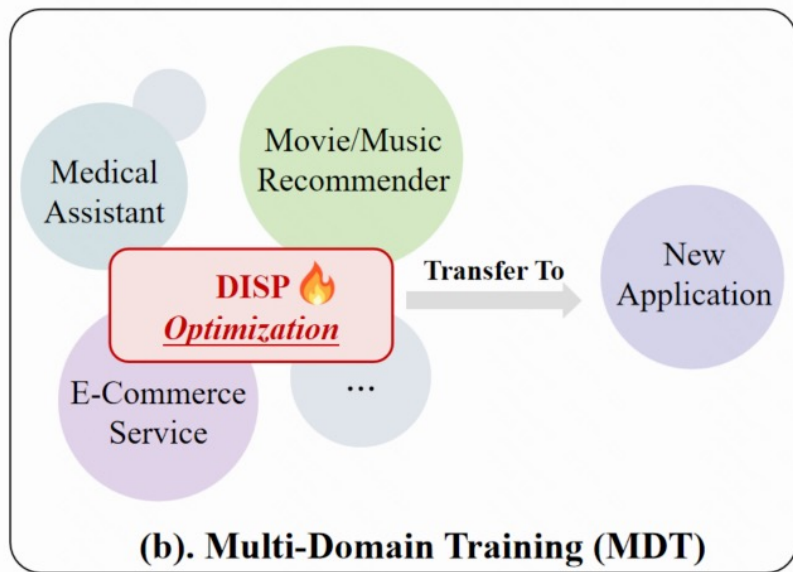 Medical
Assistant
Movie/Music
Recommender
DISP
Optimization
Transfer To
New
Application
E-Commerce
Service
...
(b). Multi-Domain Training (MDT)